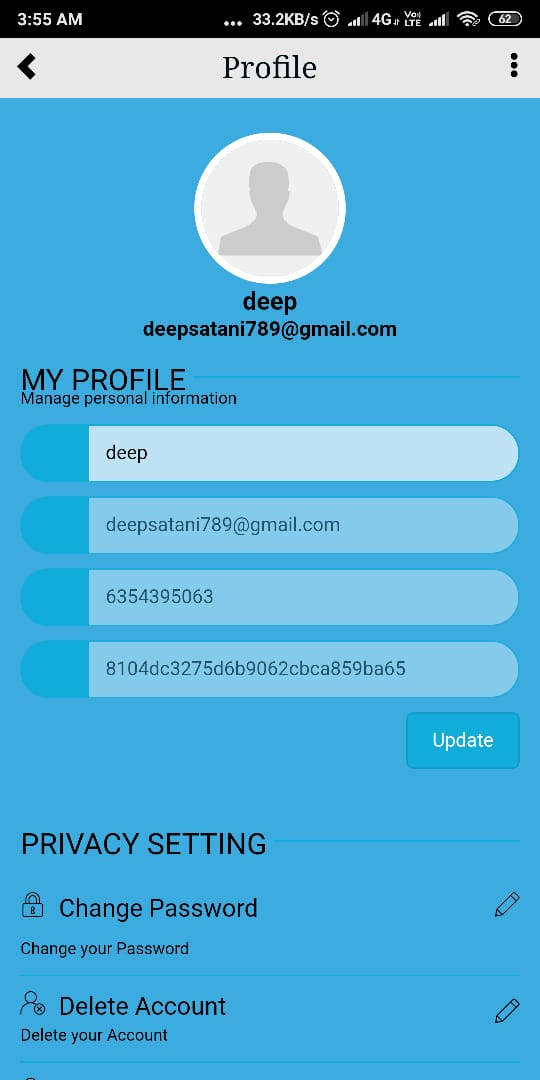 3:55 AM
... 33.2KB/s 4G Vo) LTE 62
Profile
deep
deepsatani789@gmail.com
MY PROFILE
Manage personal information
deep
deepsatani789@gmail.com
6354395063
8104dc3275d6b9062cbca859ba65
Update
PRIVACY SETTING
Change Password
Change your Password
Delete Account
Delete your Account